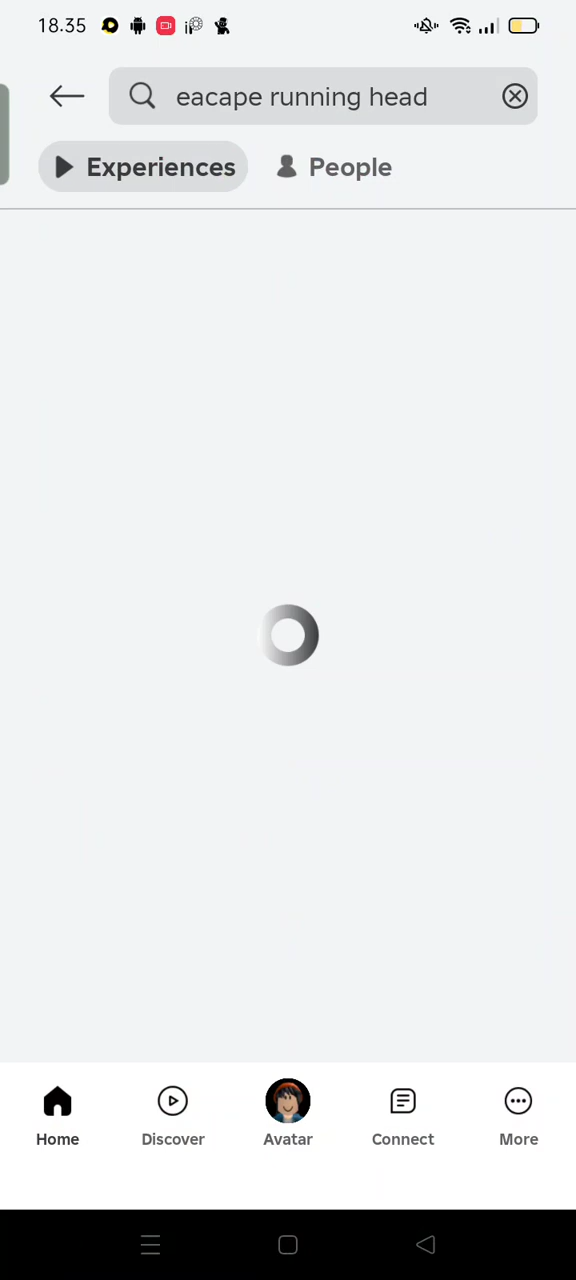 18.35
eacape running head
Experiences
People
Home
Discover
Avatar
Connect
More